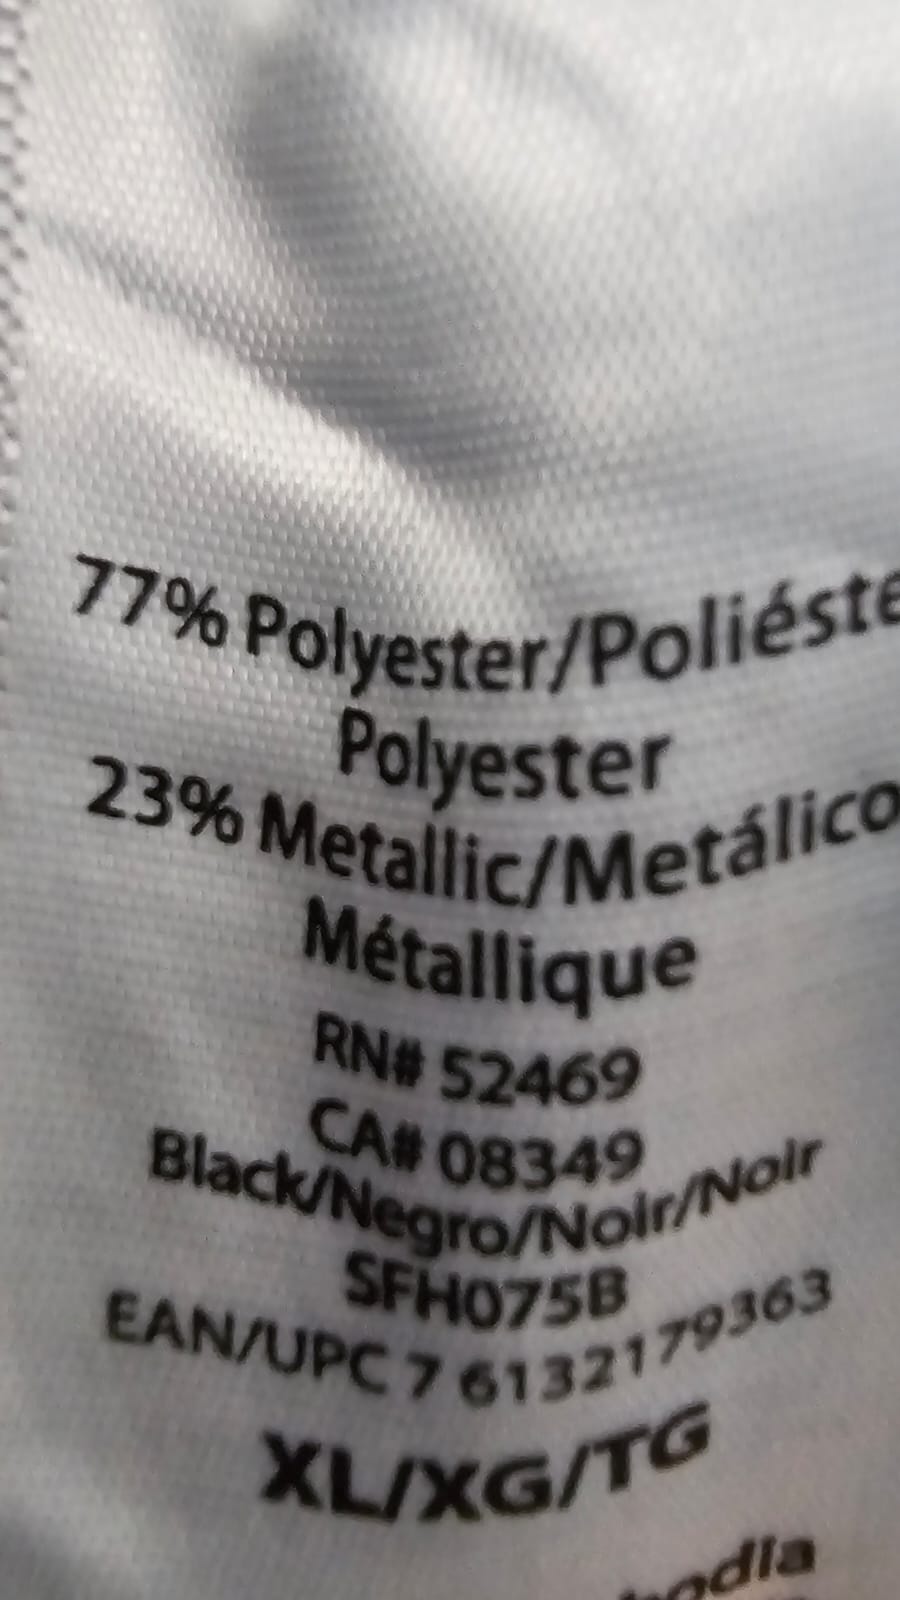 77% Polyester/Poliéste
Polyester
23% Metallic/Metálico
Métallique
RN# 52469
CA# 08349
Black/Negro/Noir/Noir
SFH075B
EAN/UPC 7 6132179363
XL/XG/TG